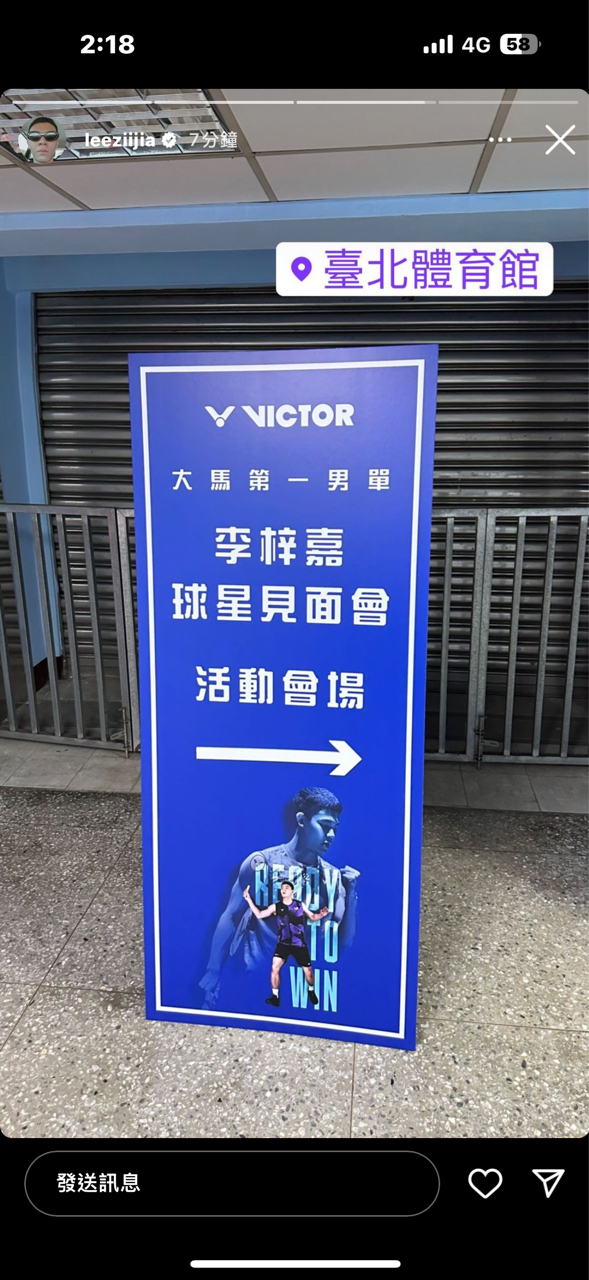 2:18
4G
58
leeziijia
7分鐘
臺北體育館
VICTOR
大馬第一男單
李梓嘉
球星見面會
活動會場
READY
TO
WIN
發送訊息